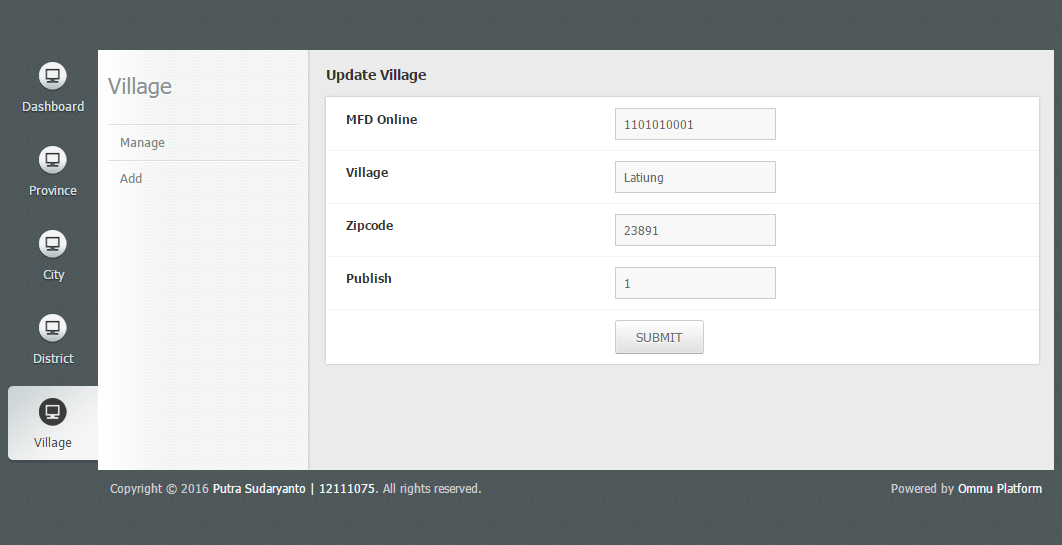 Dashboard
Province
City
District
Village
Village
Manage
Add
Update Village
MFD Online 1101010001
Village Latiung
Zipcode 23891
Publish 1
SUBMIT
Copyright © 2016 Putra Sudaryanto | 12111075. All rights reserved.
Powered by Ommu Platform